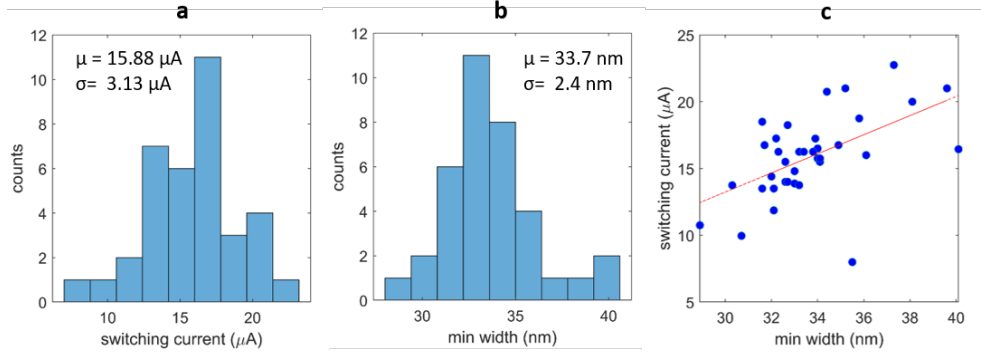 a
μ = 15.88 μA
σ= 3.13 μA
counts
12
10
8
6
4
2
0
10 15 20
switching current (μA)
b
μ = 33.7 nm
σ= 2.4 nm
counts
12
10
8
6
4
2
0
30 35 40
min width (nm)
c
switching current (μA)
25
20
15
10
5
30 32 34 36 38 40
min width (nm)